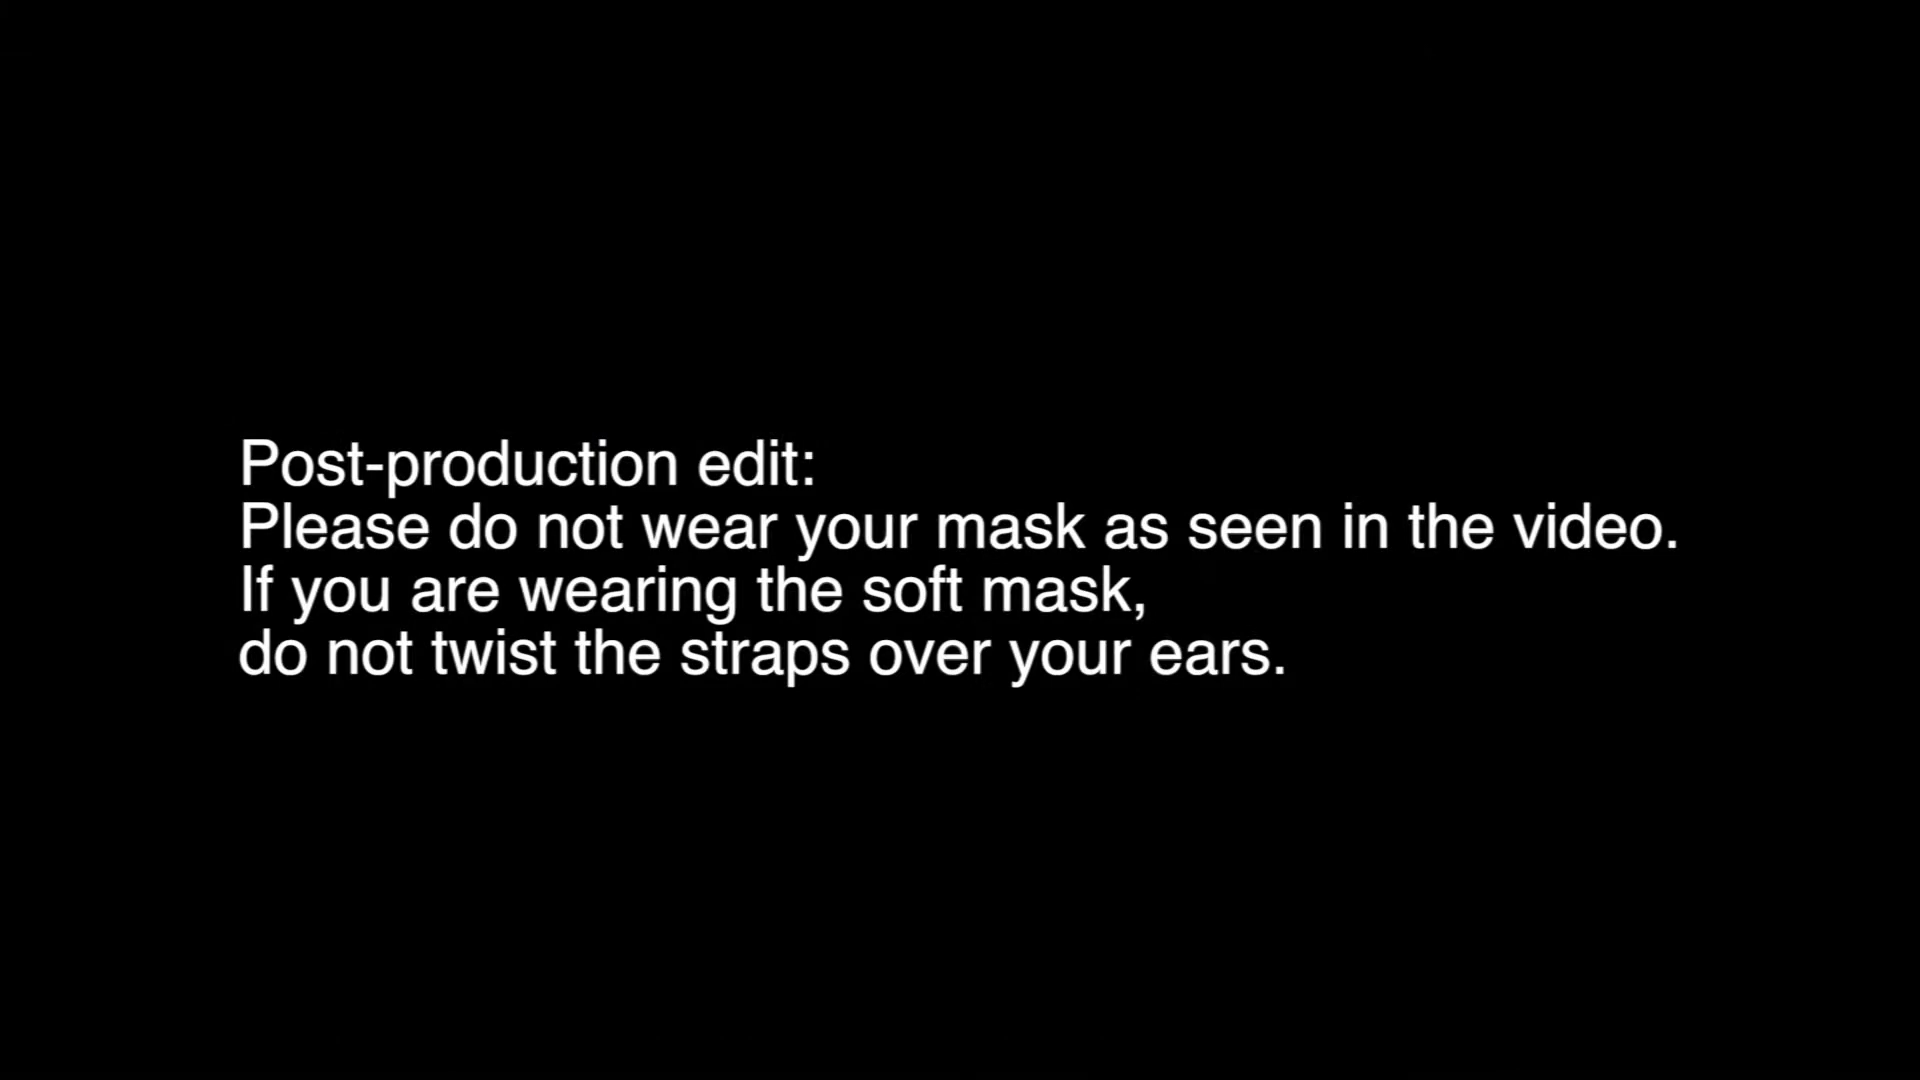 Post-production edit:
Please do not wear your mask as seen in the video.
If you are wearing the soft mask,
do not twist the straps over your ears.